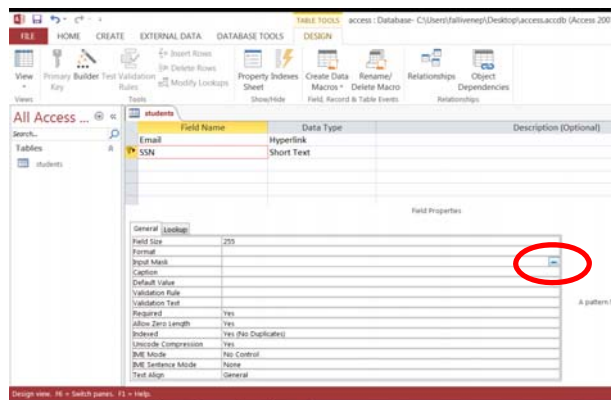 TABLE TOOLS access : Database- C:\Users\fallivenep\Desktop\access.accdb (Access 200
FILE HOME CREATE EXTERNAL DATA DATABASE TOOLS DESIGN
View Primary Key Builder Test Validation Rules Insert Rows Delete Rows Modify Lookups Property Sheet Indexes Create Data Macros Rename/ Delete Macro Relationships Object Dependencies
Views Tools Show/Hide Field, Record & Table Events Relationships
All Access ... «
Search...
Tables
students
students
Field Name Data Type Description (Optional)
Email Hyperlink
SSN Short Text
Field Properties
General Lookup
Field Size 255
Format
Input Mask ...
Caption
Default Value
Validation Rule
Validation Text
A pattern
Required Yes
Allow Zero Length Yes
Indexed Yes (No Duplicates)
Unicode Compression Yes
IME Mode No Control
IME Sentence Mode None
Text Align General
Design view. F6 = Switch panes. F1 = Help.